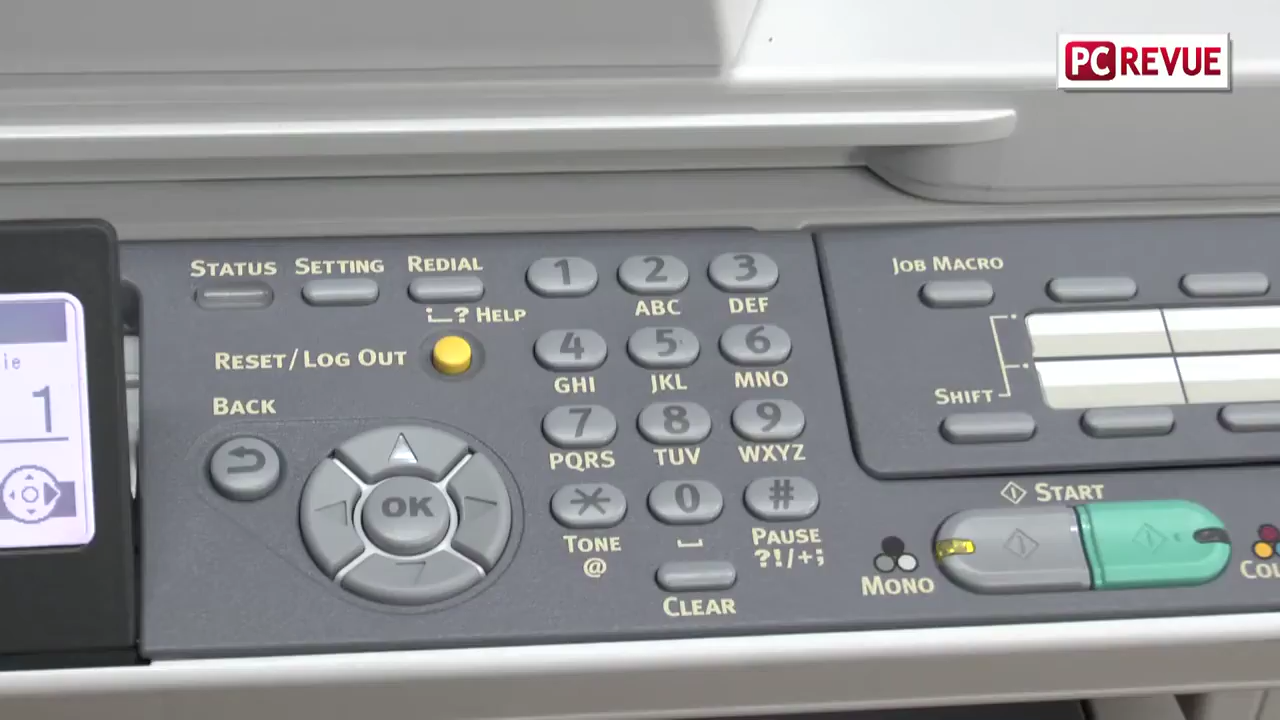 PC REVUE
STATUS SETTING REDIAL
? HELP
RESET/LOG OUT
BACK
OK
1
2
ABC
3
DEF
4
GHI
5
JKL
6
MNO
7
PQRS
8
TUV
9
WXYZ
*
TONE
@
0
#
PAUSE
?!/+;
CLEAR
JOB MACRO
SHIFT
START
MONO
COL
ie
1